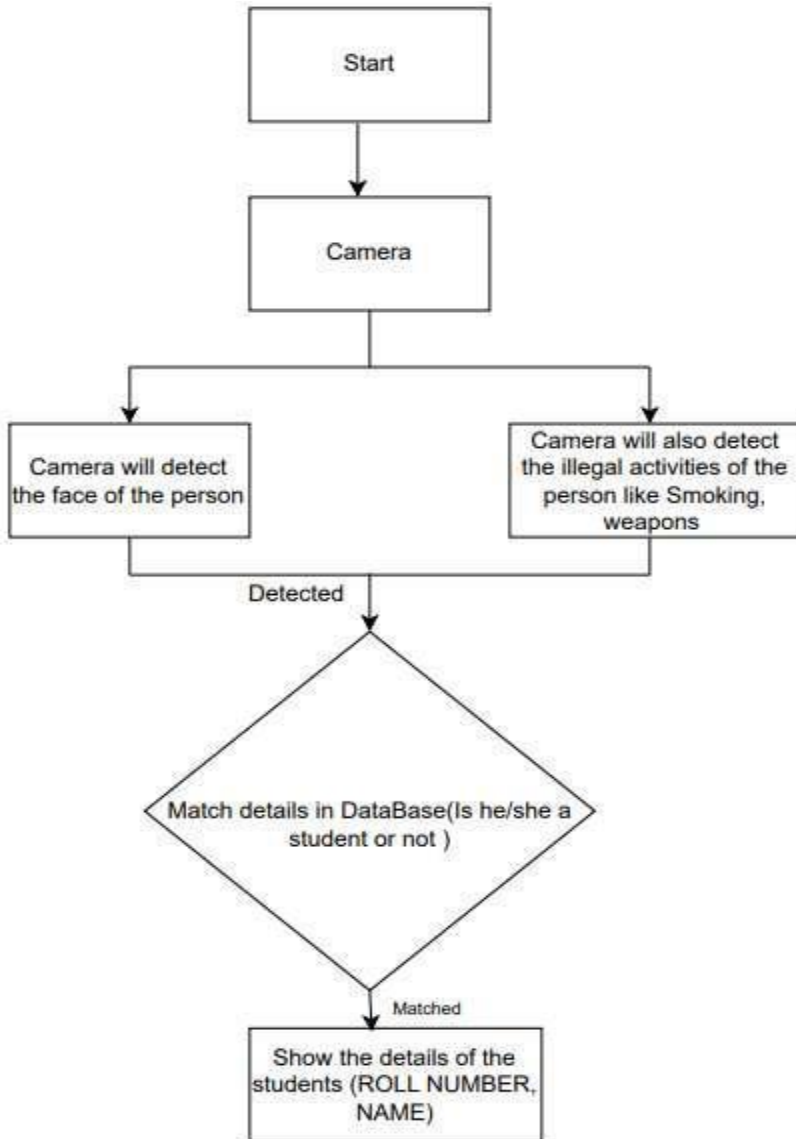 Start
Camera
Camera will detect
the face of the person
Camera will also detect
the illegal activities of the
person like Smoking,
weapons
Detected
Match details in DataBase(Is he/she a
student or not )
Matched
Show the details of the
students (ROLL NUMBER,
NAME)